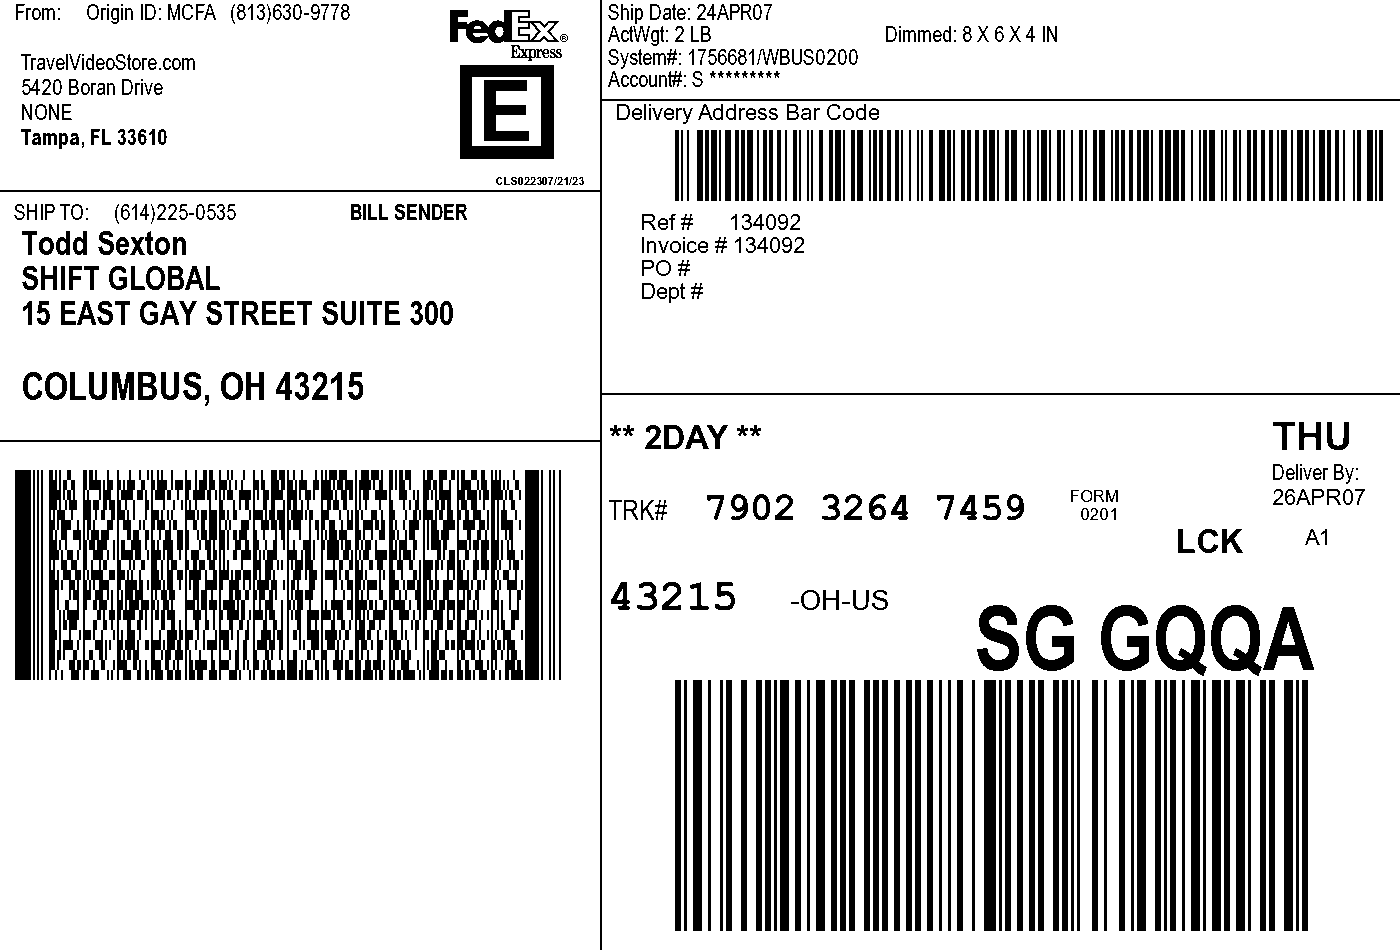 From: Origin ID: MCFA (813)630-9778
TravelVideoStore.com
5420 Boran Drive
NONE
Tampa, FL 33610
FedEx®
Express
E
CLS022307/21/23
SHIP TO: (614)225-0535 BILL SENDER
Todd Sexton
SHIFT GLOBAL
15 EAST GAY STREET SUITE 300
COLUMBUS, OH 43215
Ship Date: 24APR07
ActWgt: 2 LB Dimmed: 8 X 6 X 4 IN
System#: 1756681/WBUS0200
Account#: S *********
Delivery Address Bar Code
Ref # 134092
Invoice # 134092
PO #
Dept #
** 2DAY **
THU
Deliver By:
26APR07
TRK# 7902 3264 7459 FORM
0201
LCK A1
43215 -OH-US
SG GQQA